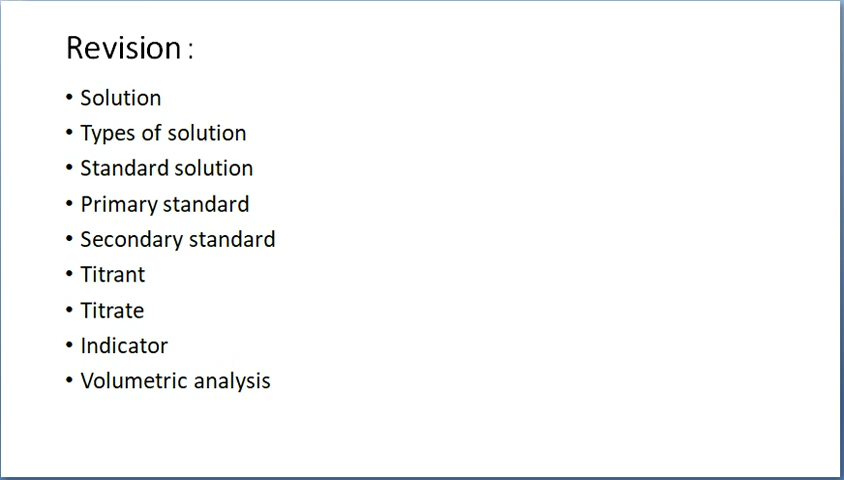 Revision :
• Solution
• Types of solution
• Standard solution
• Primary standard
• Secondary standard
• Titrant
• Titrate
• Indicator
• Volumetric analysis